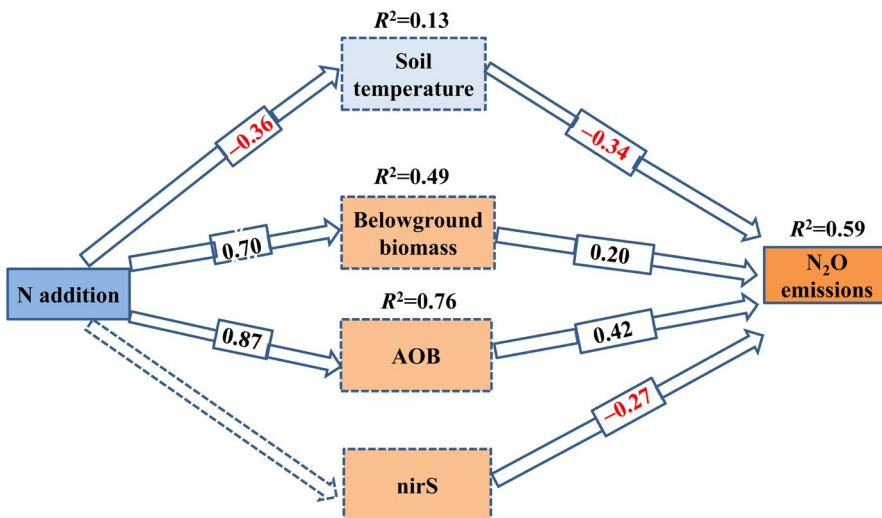 R²=0.13
Soil
temperature
−0.36
−0.34
R²=0.49
Belowground
biomass
0.70
0.20
R²=0.59
N₂O
emissions
N addition
R²=0.76
AOB
0.87
0.42
−0.27
nirS